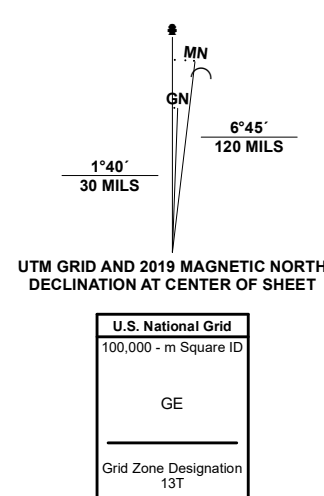 MN
GN
6°45´
120 MILS
1°40´
30 MILS
UTM GRID AND 2019 MAGNETIC NORTH
DECLINATION AT CENTER OF SHEET
U.S. National Grid
100,000 - m Square ID
GE
Grid Zone Designation
13T